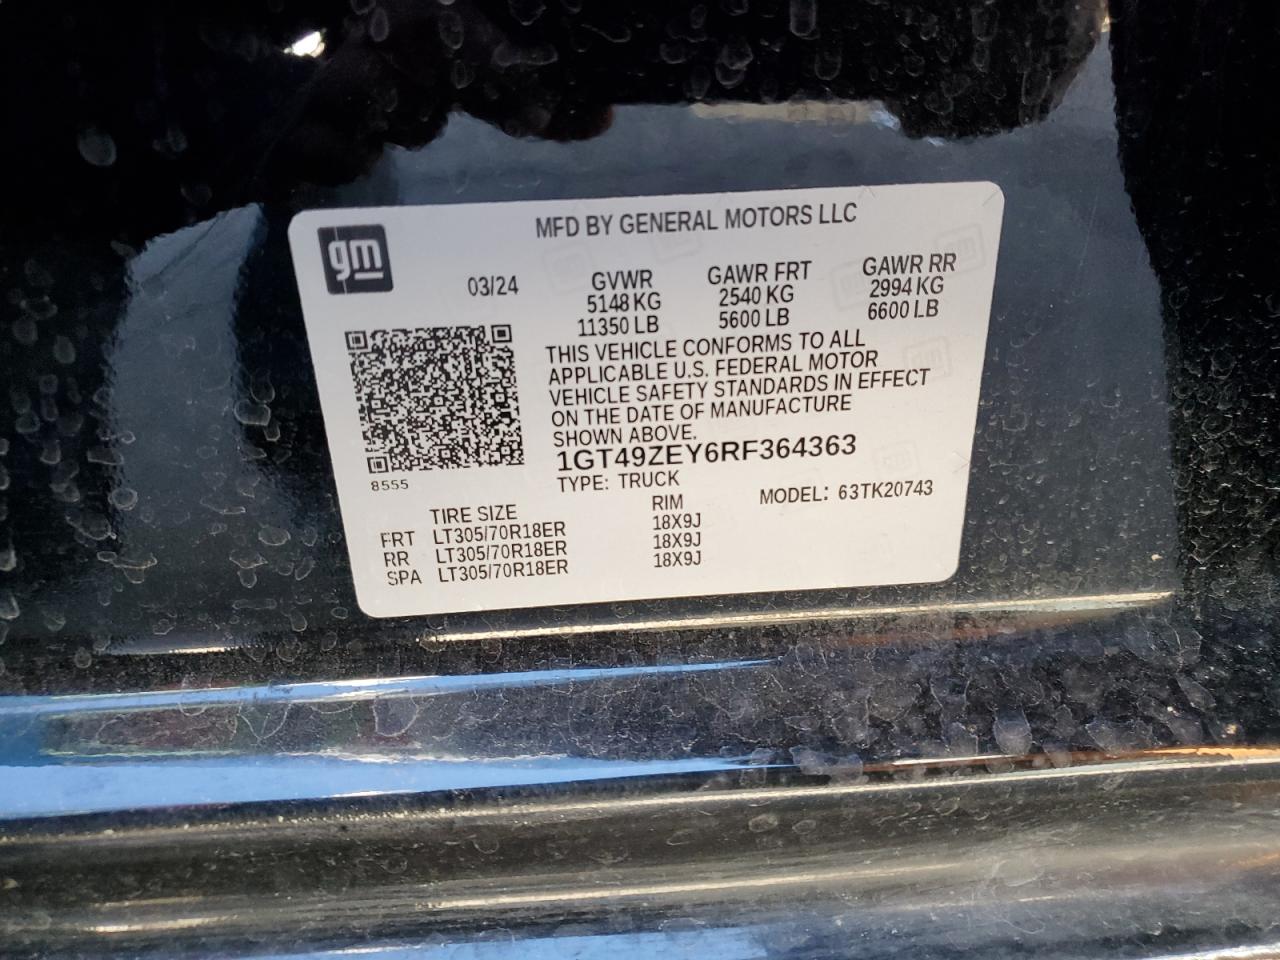 gm
MFD BY GENERAL MOTORS LLC
03/24
GVWR
5148 KG
11350 LB
GAWR FRT
2540 KG
5600 LB
GAWR RR
2994 KG
6600 LB
THIS VEHICLE CONFORMS TO ALL
APPLICABLE U.S. FEDERAL MOTOR
VEHICLE SAFETY STANDARDS IN EFFECT
ON THE DATE OF MANUFACTURE
SHOWN ABOVE.
1GT49ZEY6RF364363
TYPE: TRUCK
MODEL: 63TK20743
8555
TIRE SIZE RIM
FRT LT305/70R18ER 18X9J
RR LT305/70R18ER 18X9J
SPA LT305/70R18ER 18X9J